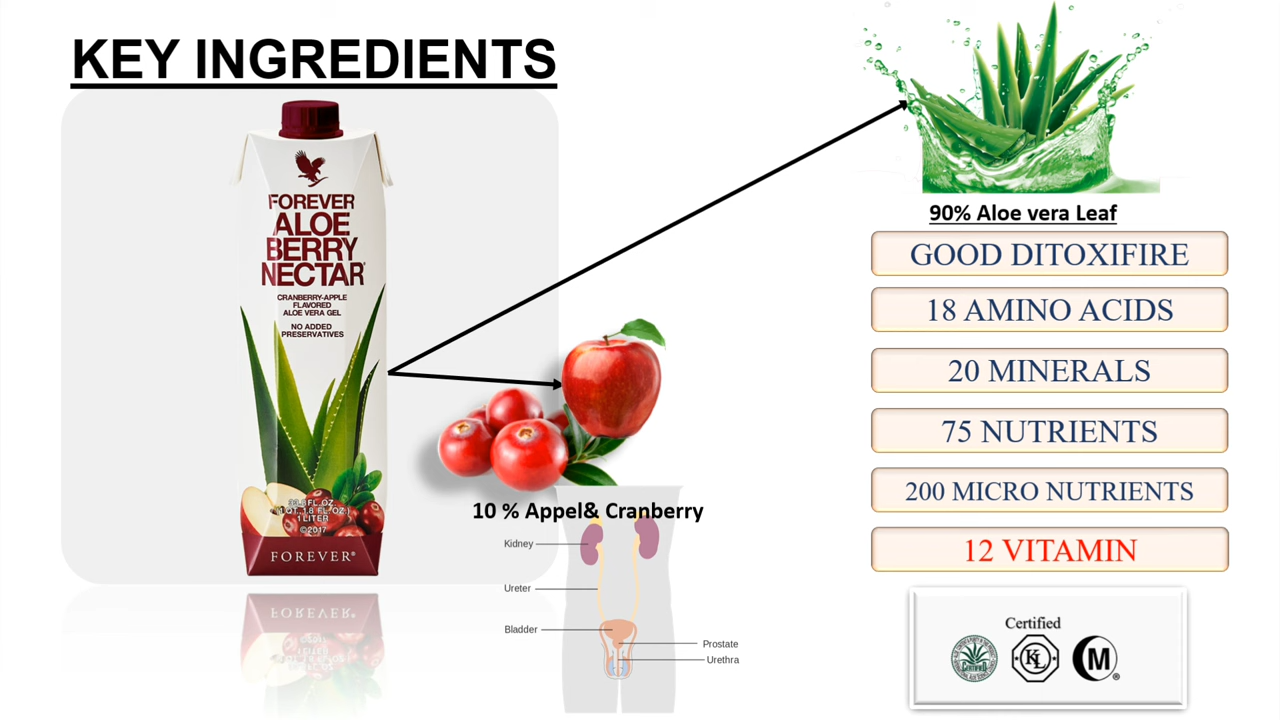 KEY INGREDIENTS
FOREVER
ALOE
BERRY
NECTAR
CRANBERRY-APPLE
FLAVORED
ALOE VERA GEL
NO ADDED
PRESERVATIVES
1 LITER
©2017
FOREVER®
90% Aloe vera Leaf
GOOD DITOXIFIRE
18 AMINO ACIDS
20 MINERALS
75 NUTRIENTS
200 MICRO NUTRIENTS
12 VITAMIN
10 % Appel& Cranberry
Kidney
Ureter
Bladder
Prostate
Urethra
Certified
CERTIFIED
K
M®